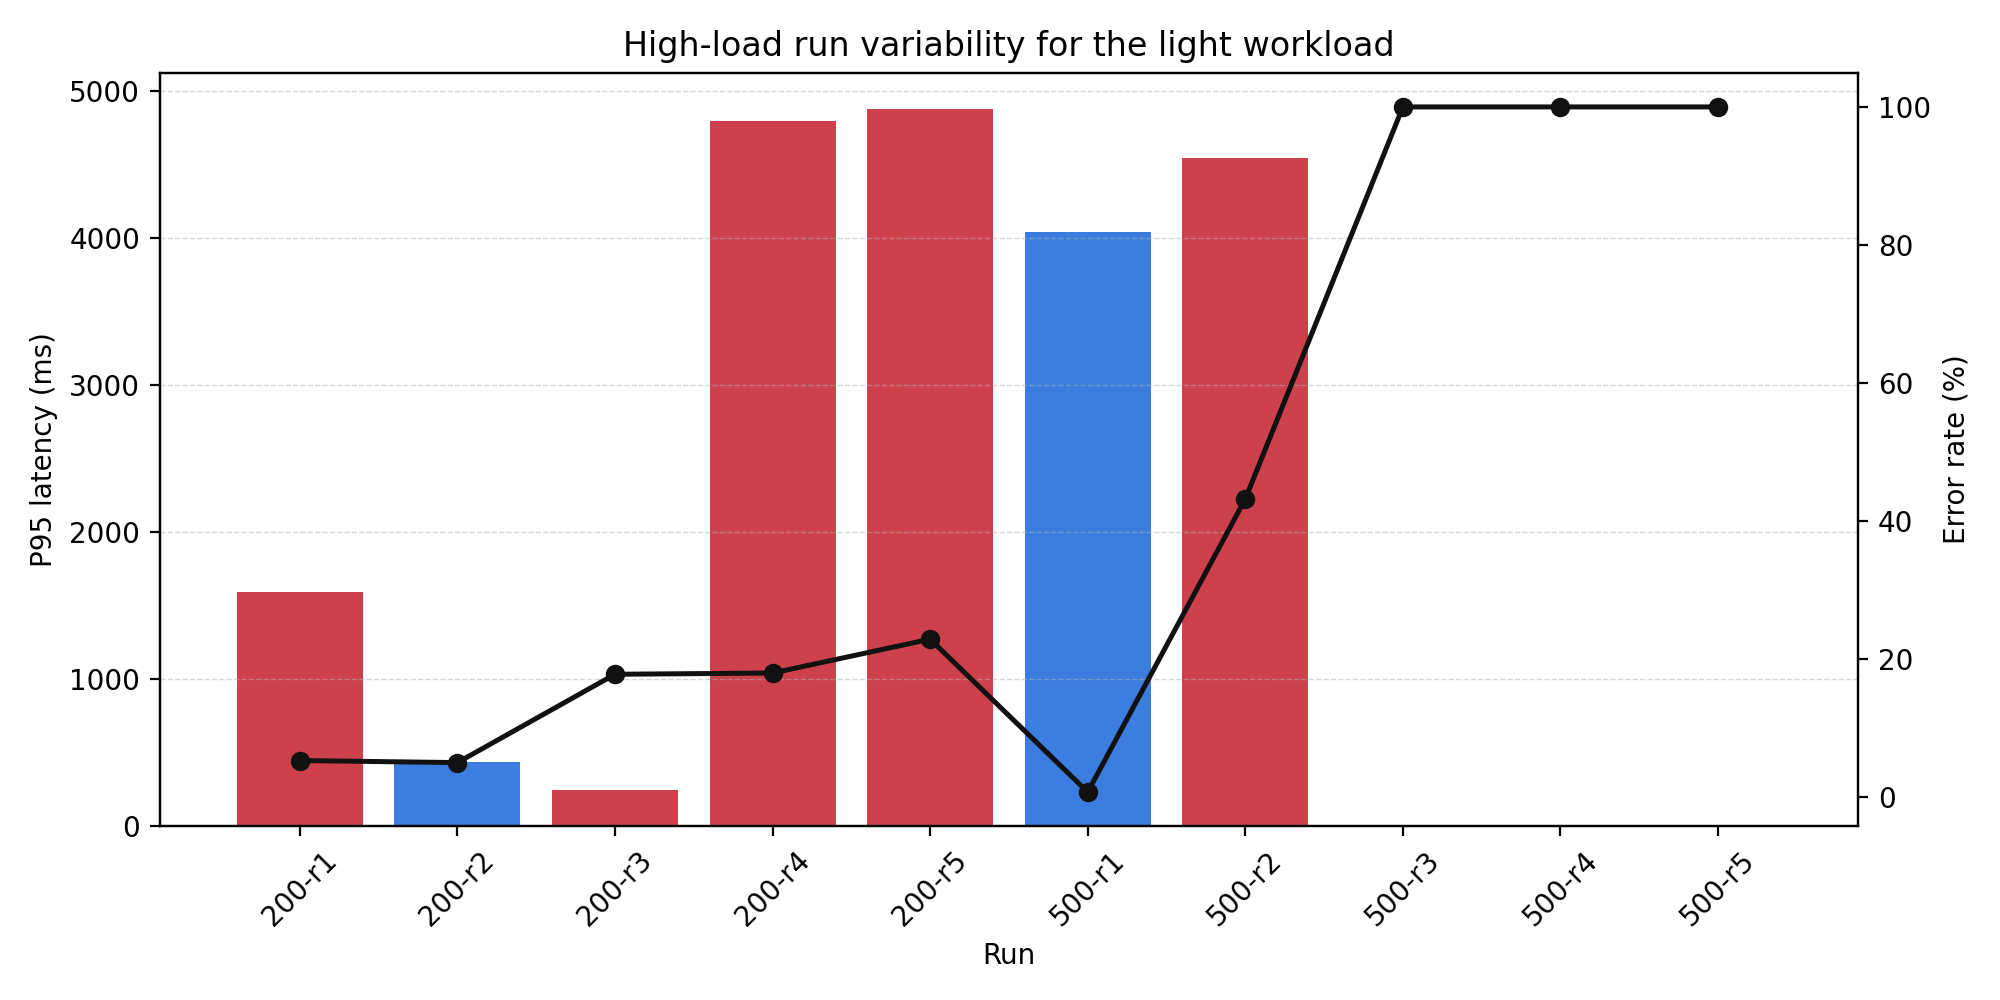 High-load run variability for the light workload
5000
4000
3000
2000
1000
0
P95 latency (ms)
100
80
60
40
20
0
Error rate (%)
200-r1
200-r2
200-r3
200-r4
200-r5
500-r1
500-r2
500-r3
500-r4
500-r5
Run